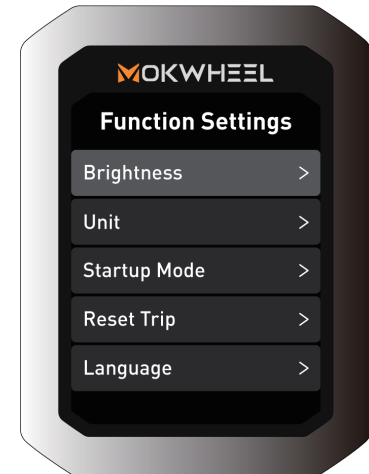 MOKWHEEL
Function Settings
Brightness >
Unit >
Startup Mode >
Reset Trip >
Language >